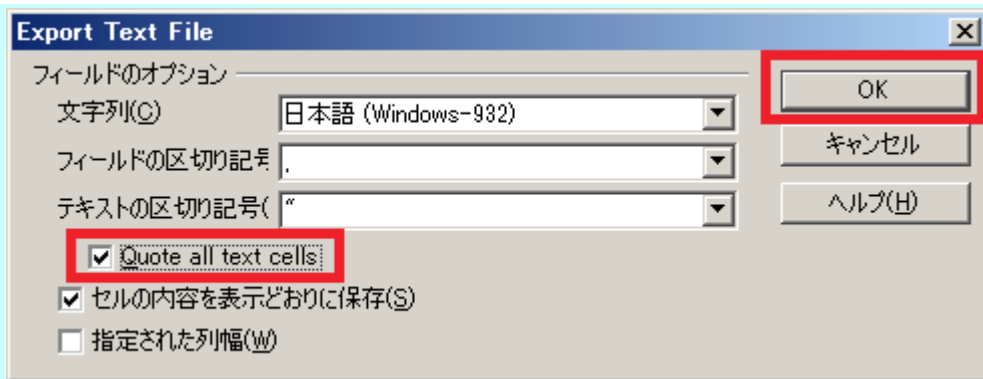 Export Text File
フィールドのオプション
文字列(C)
日本語 (Windows-932)
フィールドの区切り記号
,
テキストの区切り記号(
"
Quote all text cells
セルの内容を表示どおりに保存(S)
指定された列幅(W)
OK
キャンセル
ヘルプ(H)